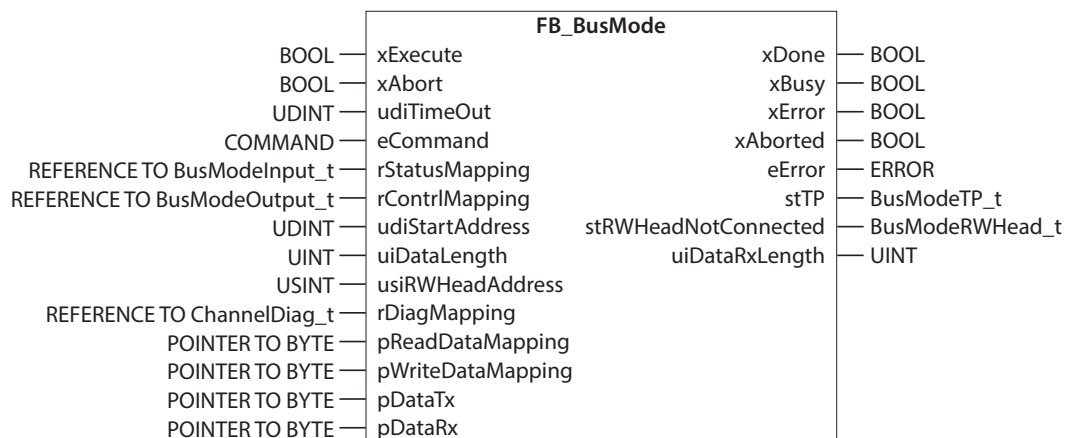 FB_BusMode
BOOL xExecute xDone BOOL
BOOL xAbort xBusy BOOL
UDINT udiTimeOut xError BOOL
COMMAND eCommand xAborted BOOL
REFERENCE TO BusModeInput_t rStatusMapping eError ERROR
REFERENCE TO BusModeOutput_t rContrlMapping stTP BusModeTP_t
UDINT udiStartAddress stRWHeadNotConnected BusModeRWHead_t
UINT uiDataLength uiDataRxLength UINT
USINT usiRWHeadAddress
REFERENCE TO ChannelDiag_t rDiagMapping
POINTER TO BYTE pReadDataMapping
POINTER TO BYTE pWriteDataMapping
POINTER TO BYTE pDataTx
POINTER TO BYTE pDataRx